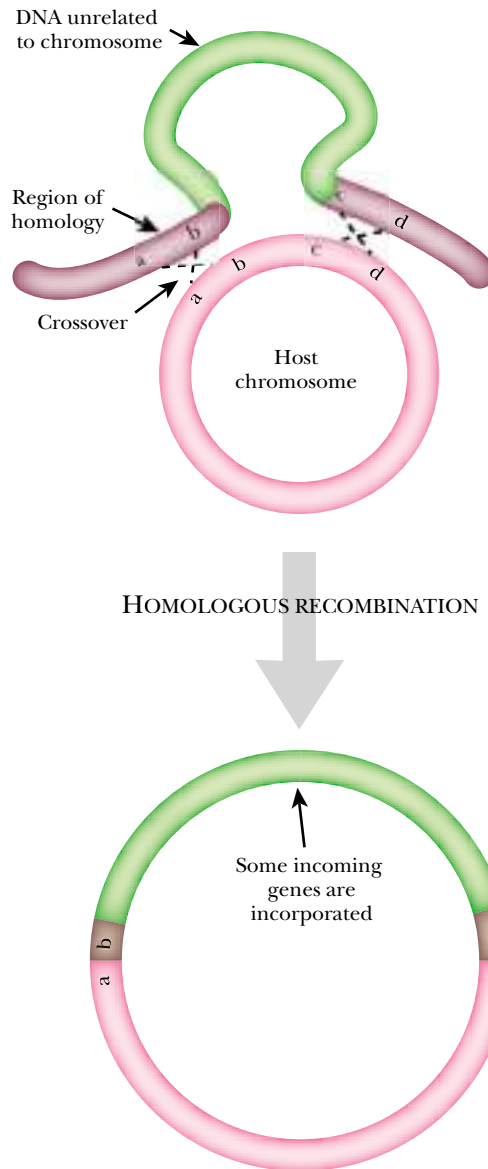 DNA unrelated
to chromosome
Region of
homology
a
b
c
d
b
c
d
a
Crossover
Host
chromosome
HOMOLOGOUS RECOMBINATION
Some incoming
genes are
incorporated
b
a